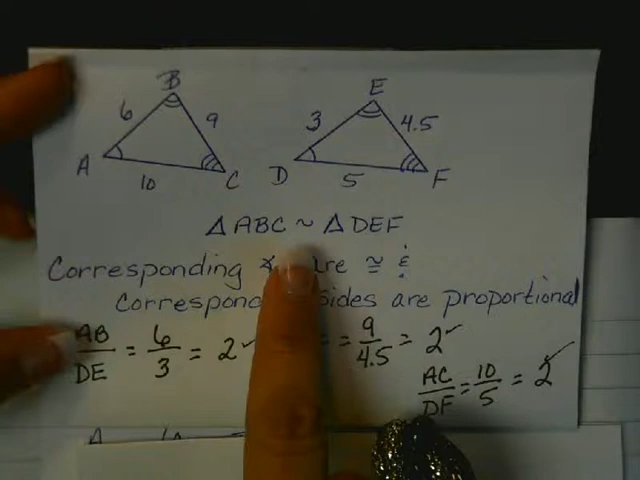 B E
6 9 3 4.5
A C D F
10 5
△ABC ~ △DEF
Corresponding are ≅ &
Correspond sides are proportional
AB/DE = 6/3 = 2✓ = 9/4.5 = 2✓
AC/DF = 10/5 = 2✓